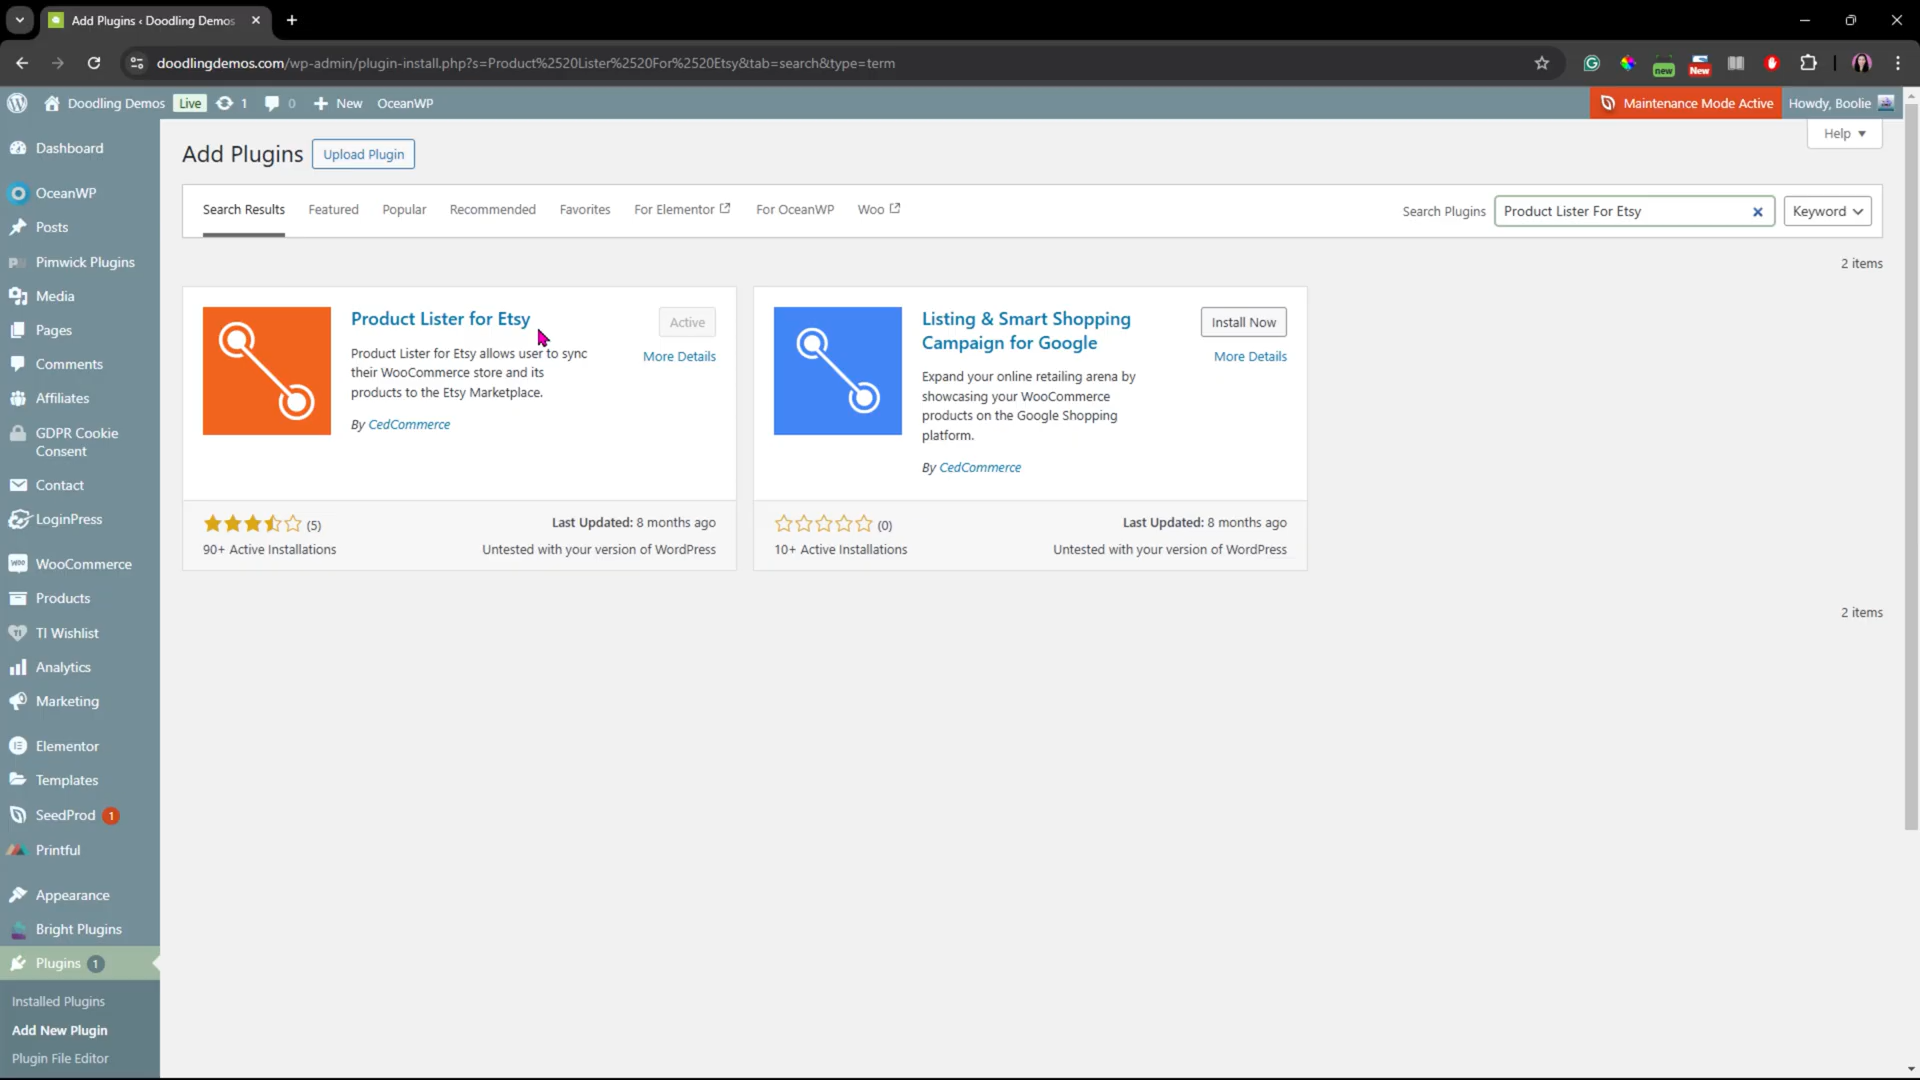 Add Plugins ‹ Doodling Demos
doodlingdemos.com/wp-admin/plugin-install.php?s=Product%2520Lister%2520For%2520Etsy&tab=search&type=term
new
New
Doodling Demos Live 1 0 New OceanWP
Maintenance Mode Active Howdy, Boolie
Help
Dashboard
OceanWP
Posts
Pimwick Plugins
Media
Pages
Comments
Affiliates
GDPR Cookie
Consent
Contact
LoginPress
WooCommerce
Products
TI Wishlist
Analytics
Marketing
Elementor
Templates
SeedProd 1
Printful
Appearance
Bright Plugins
Plugins 1
Installed Plugins
Add New Plugin
Plugin File Editor
Add Plugins Upload Plugin
Search Results Featured Popular Recommended Favorites For Elementor For OceanWP Woo
Search Plugins Product Lister For Etsy Keyword
2 items
Product Lister for Etsy
Active
More Details
Product Lister for Etsy allows user to sync
their WooCommerce store and its
products to the Etsy Marketplace.
By CedCommerce
(5)
Last Updated: 8 months ago
90+ Active Installations
Untested with your version of WordPress
Listing & Smart Shopping
Campaign for Google
Install Now
More Details
Expand your online retailing arena by
showcasing your WooCommerce
products on the Google Shopping
platform.
By CedCommerce
(0)
Last Updated: 8 months ago
10+ Active Installations
Untested with your version of WordPress
2 items